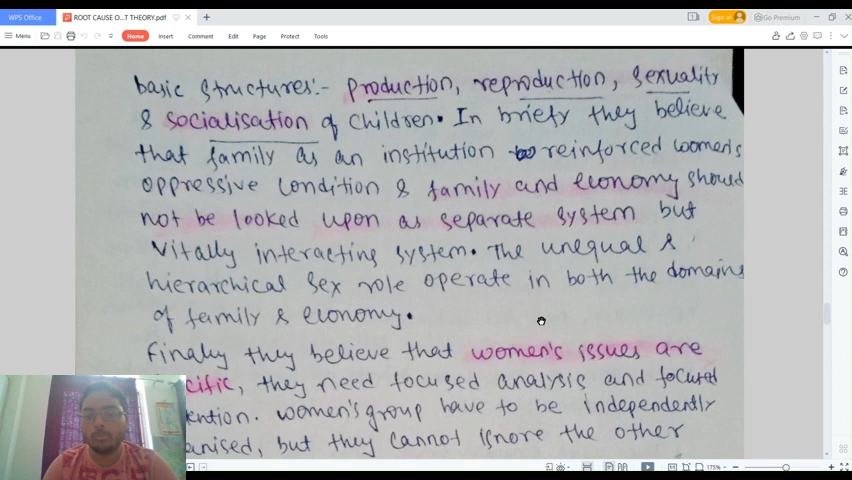 WPS Office
ROOT CAUSE O...T THEORY.pdf
Sign in
Go Premium
Menu
Home
Insert
Comment
Edit
Page
Protect
Tools
basic structures:- production, reproduction, sexuality
& socialisation of children. In briefy they believe
that family as an institution reinforced women's
oppressive condition & family and economy should
not be looked upon as separate system but
vitally interacting system. The unequal &
hierarchical sex role operate in both the domains
of family & economy.
Finally they believe that women's issues are
cific, they need focused analysis and focused
ention. women's group have to be independently
anised, but they cannot ignore the other
175%